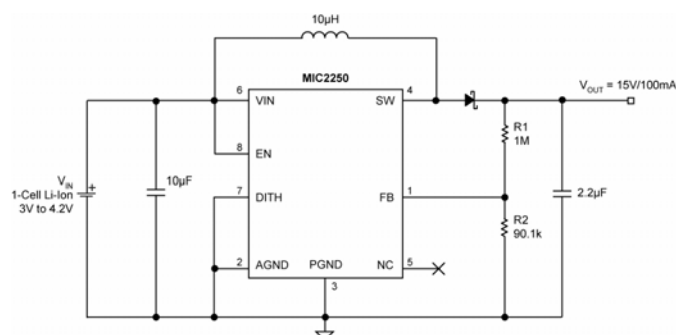 10µH
MIC2250
6
VIN
SW
4
V_OUT = 15V/100mA
R1
1M
8
EN
V_IN
1-Cell Li-Ion
3V to 4.2V
+
10µF
7
DITH
FB
1
2.2µF
R2
90.1k
2
AGND
PGND
NC
5
3